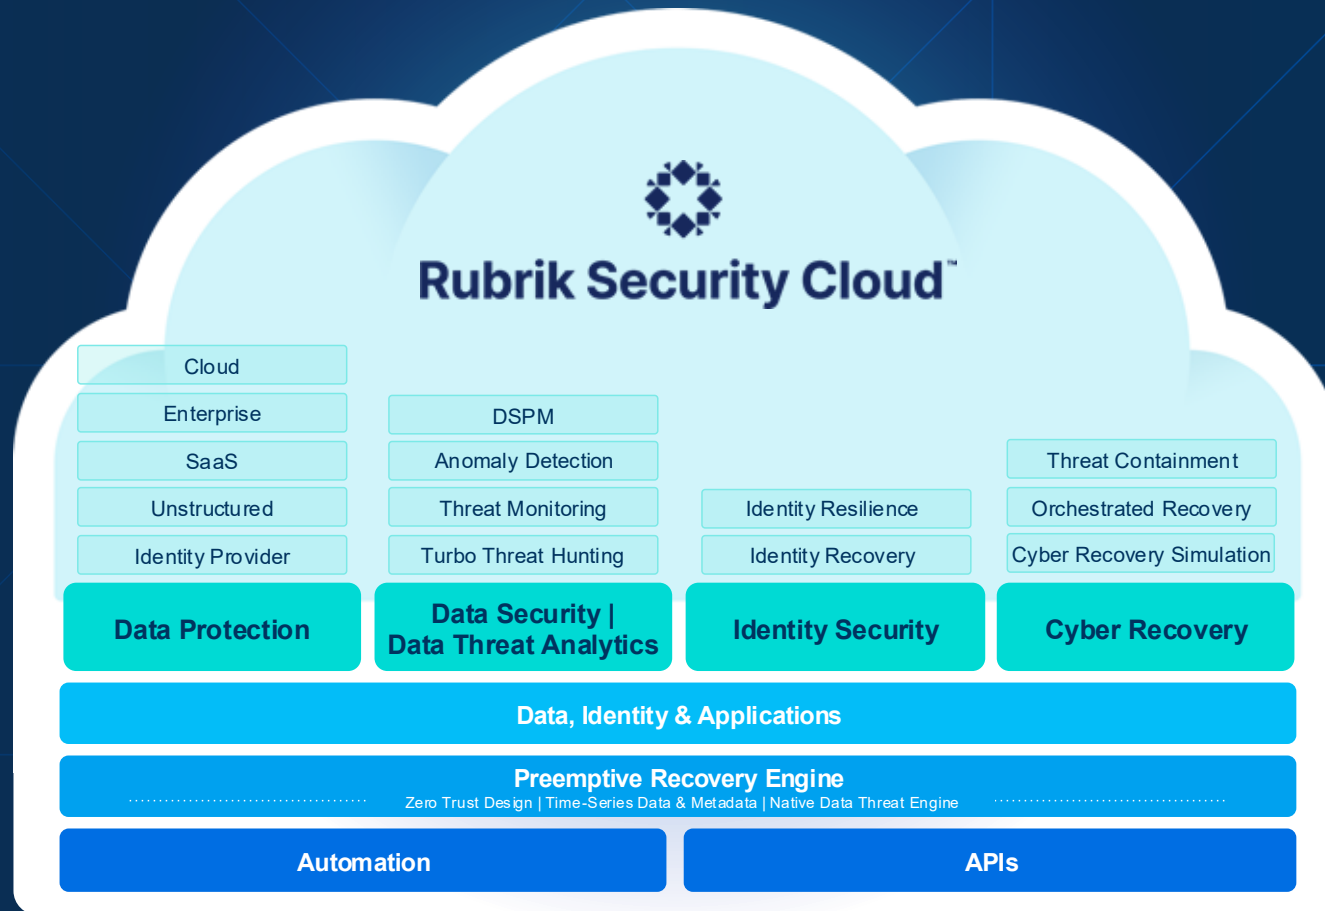 Rubrik Security Cloud™
Cloud
Enterprise
SaaS
Unstructured
Identity Provider
Data Protection
DSPM
Anomaly Detection
Threat Monitoring
Turbo Threat Hunting
Data Security |
Data Threat Analytics
Identity Resilience
Identity Recovery
Identity Security
Threat Containment
Orchestrated Recovery
Cyber Recovery Simulation
Cyber Recovery
Data, Identity & Applications
Preemptive Recovery Engine
Zero Trust Design | Time-Series Data & Metadata | Native Data Threat Engine
Automation
APIs